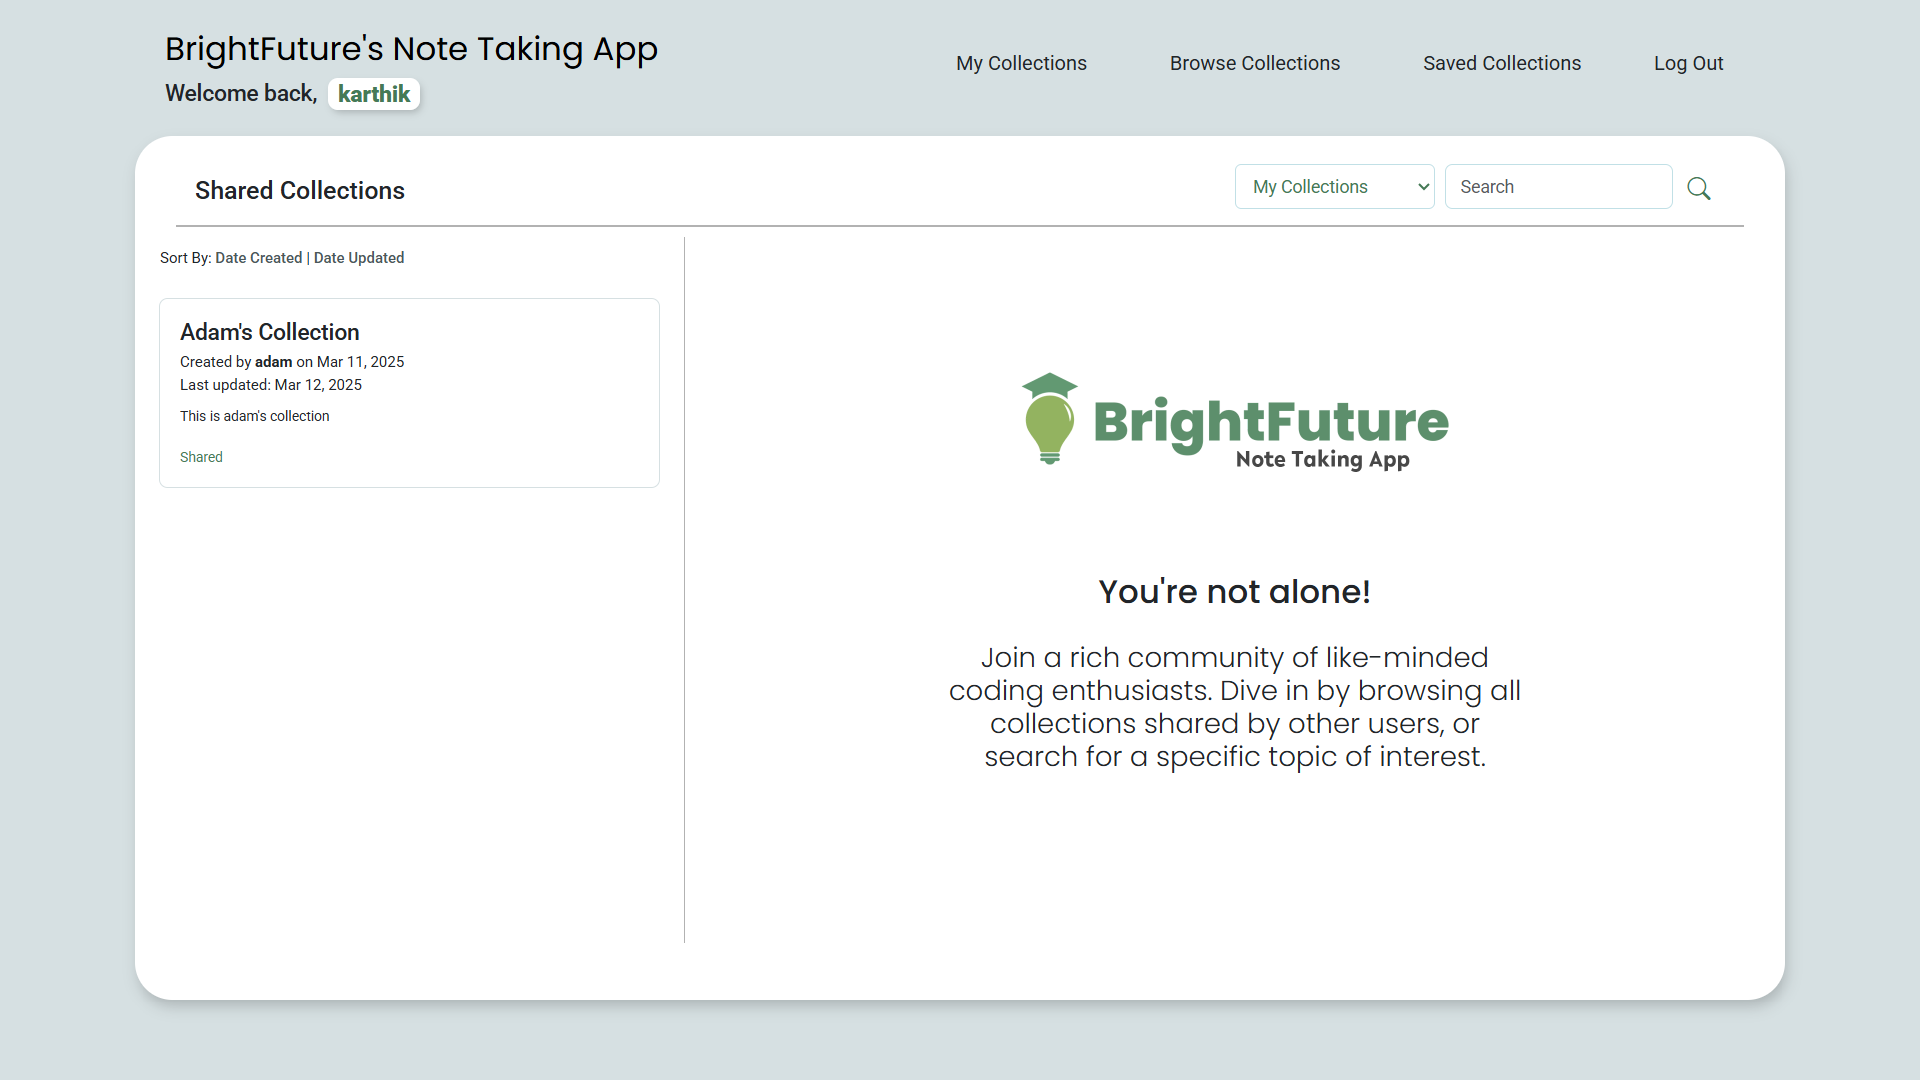 BrightFuture's Note Taking App
Welcome back, karthik
My Collections
Browse Collections
Saved Collections
Log Out
Shared Collections
My Collections
Search
Sort By: Date Created | Date Updated
Adam's Collection
Created by adam on Mar 11, 2025
Last updated: Mar 12, 2025
This is adam's collection
Shared
BrightFuture
Note Taking App
You're not alone!
Join a rich community of like-minded
coding enthusiasts. Dive in by browsing all
collections shared by other users, or
search for a specific topic of interest.